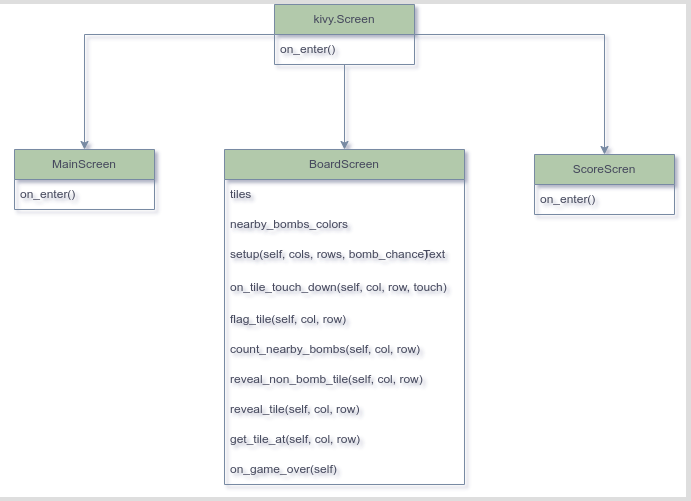 kivy.Screen
on_enter()
MainScreen
on_enter()
BoardScreen
tiles
nearby_bombs_colors
setup(self, cols, rows, bomb_chance)Text
on_tile_touch_down(self, col, row, touch)
flag_tile(self, col, row)
count_nearby_bombs(self, col, row)
reveal_non_bomb_tile(self, col, row)
reveal_tile(self, col, row)
get_tile_at(self, col, row)
on_game_over(self)
ScoreScren
on_enter()